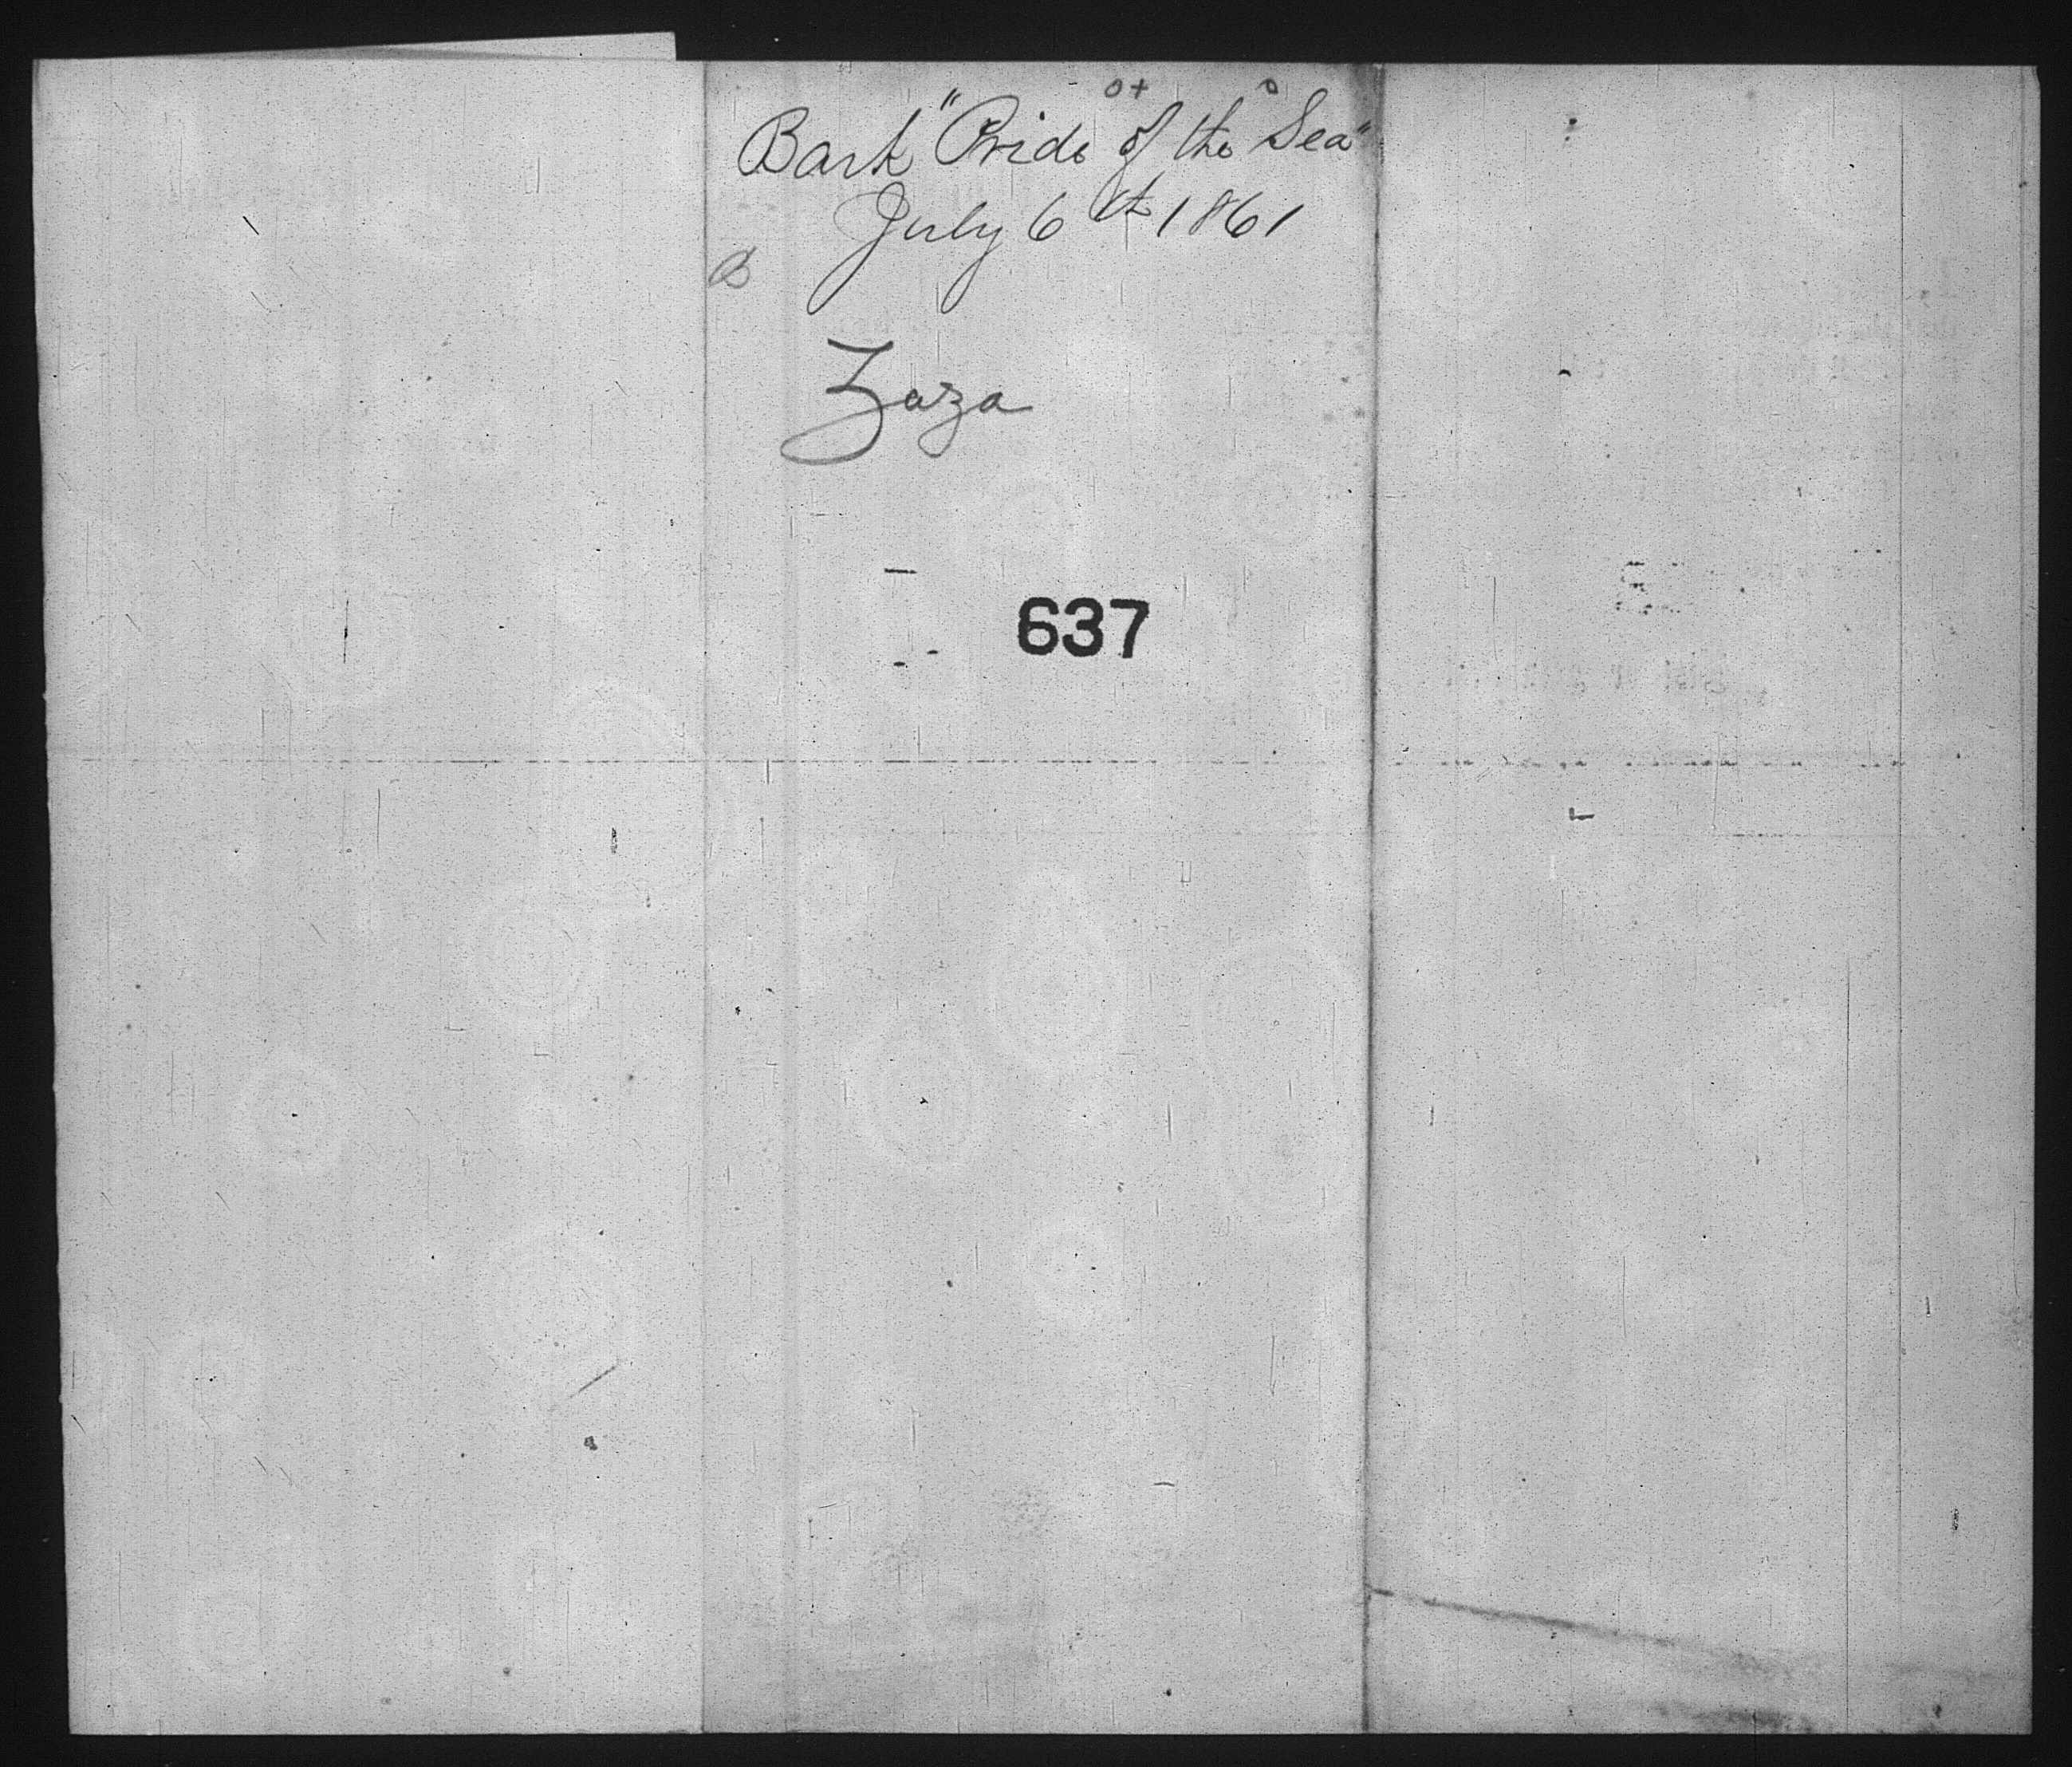 Bark "Pride of the Sea"
July 6th 1861
B
Zaza
637